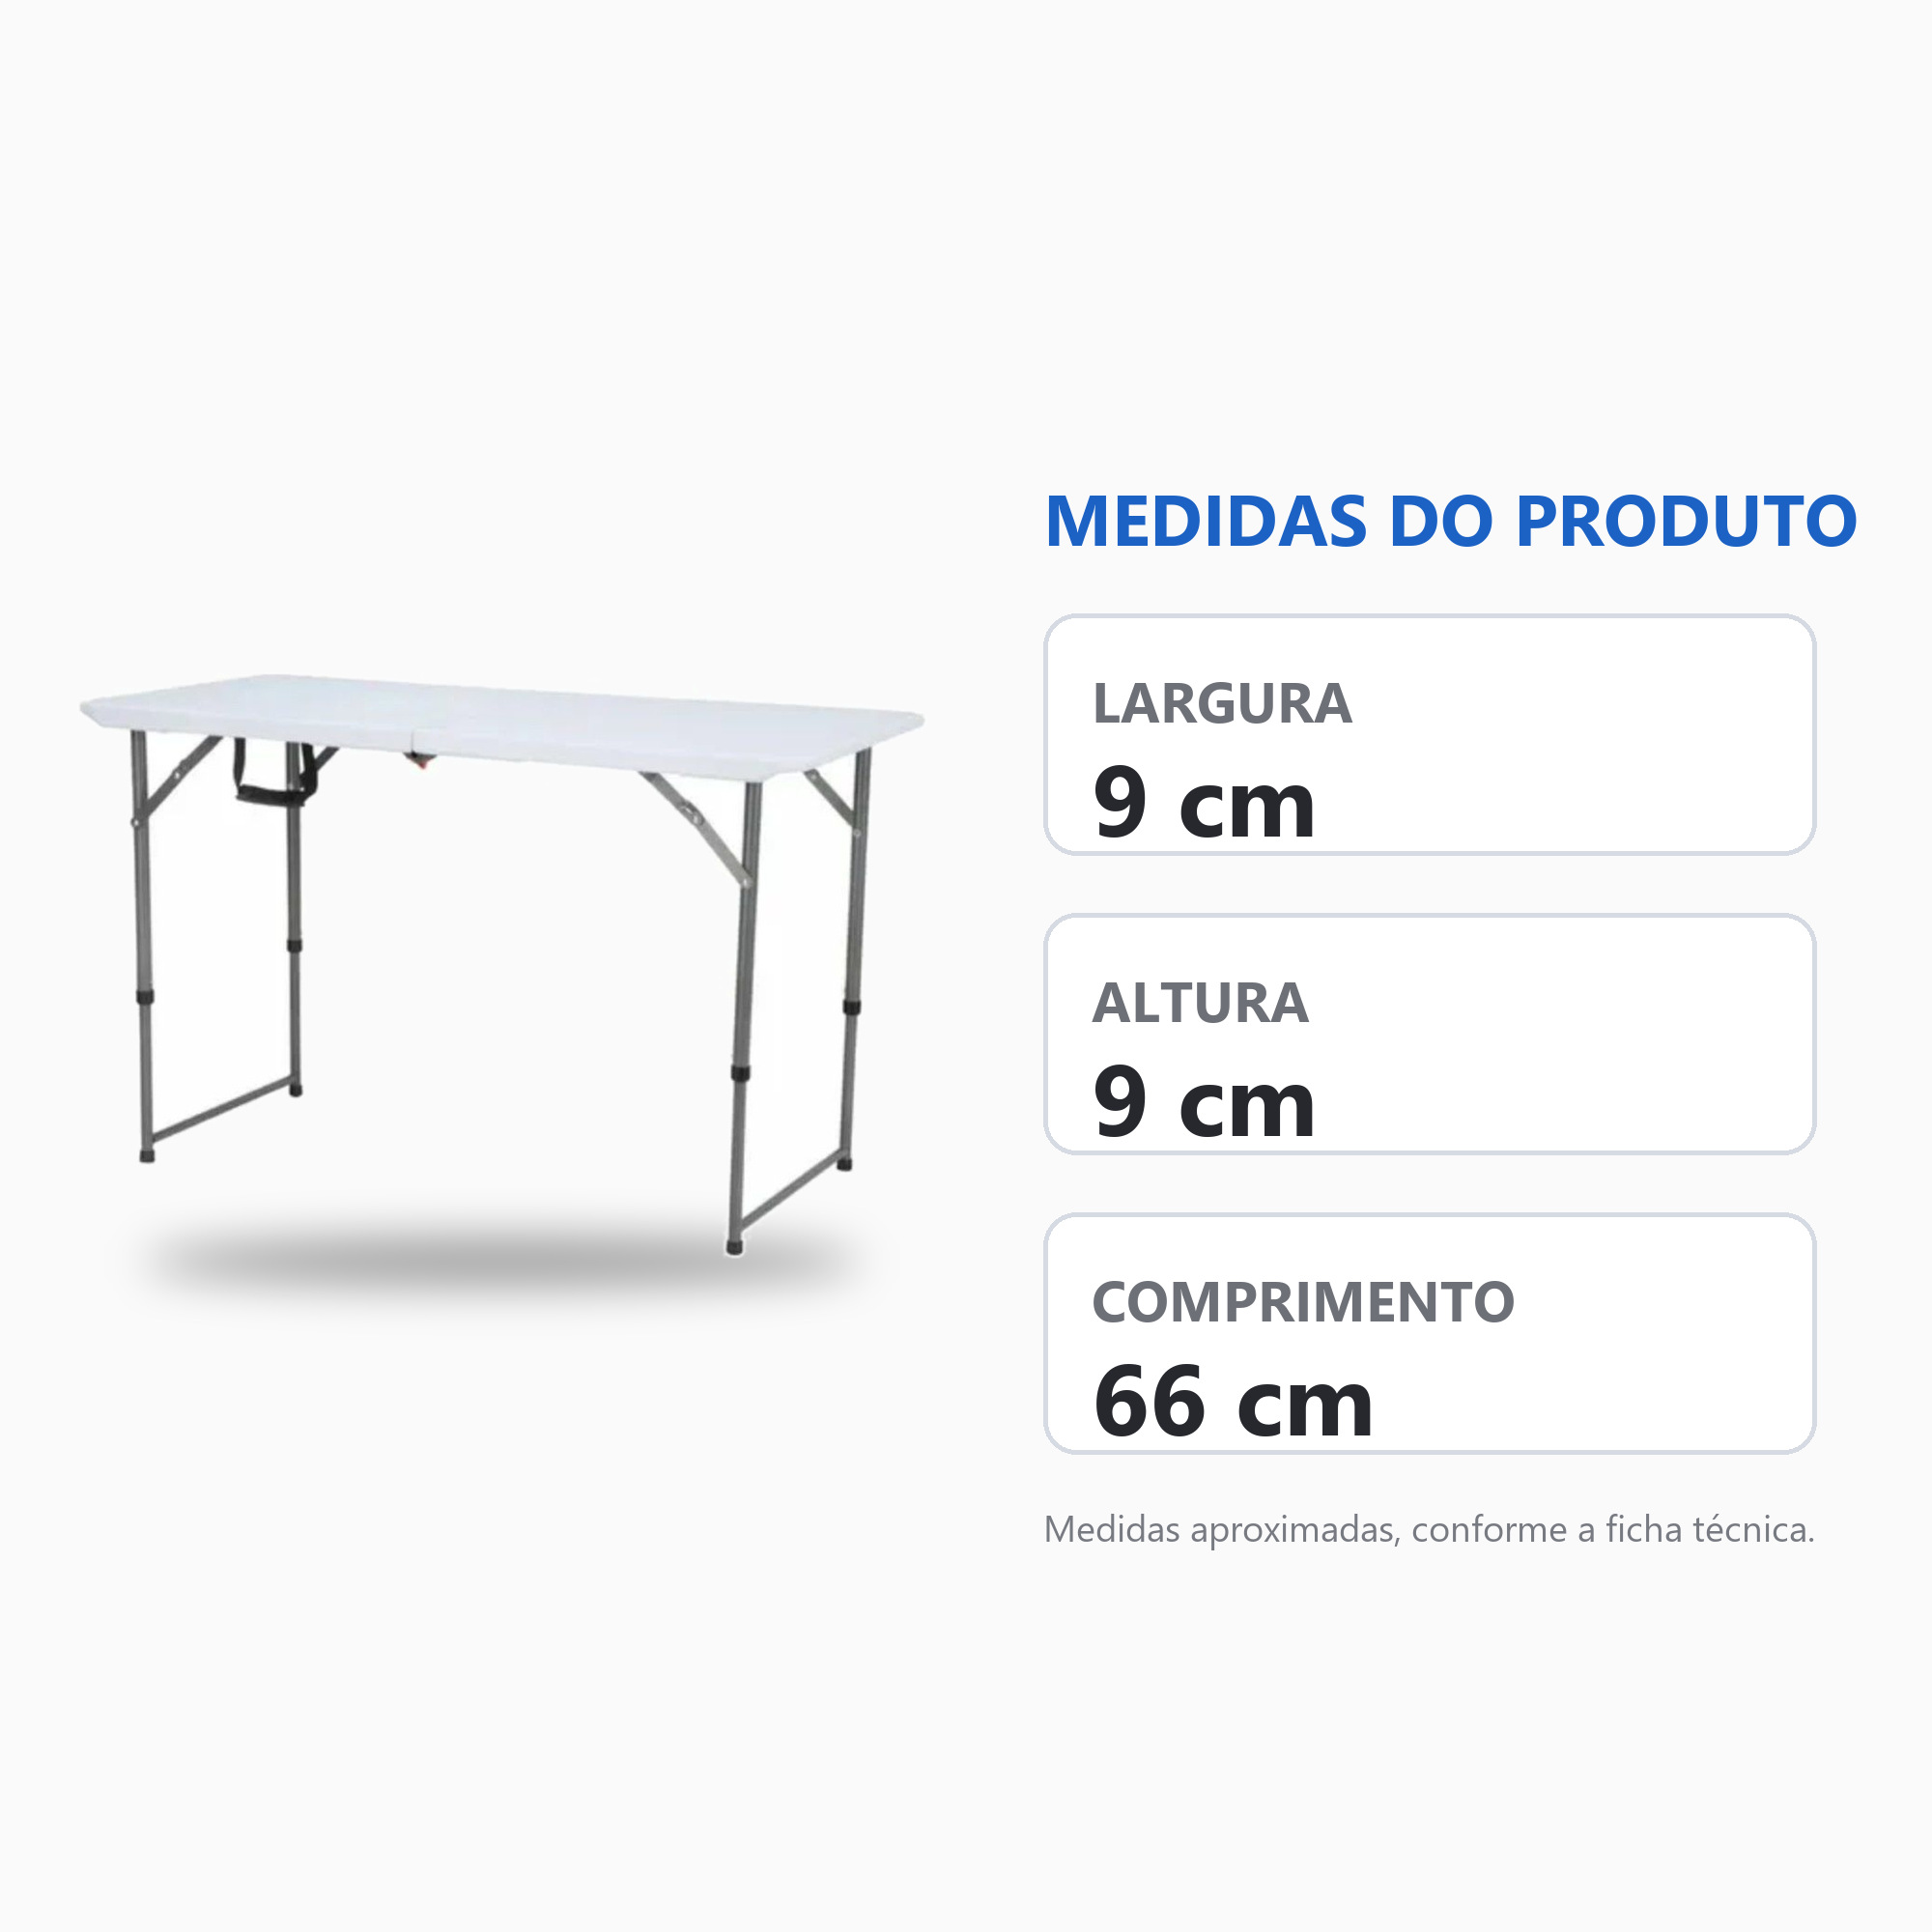 MEDIDAS DO PRODUTO
LARGURA
9 cm
ALTURA
9 cm
COMPRIMENTO
66 cm
Medidas aproximadas, conforme a ficha técnica.